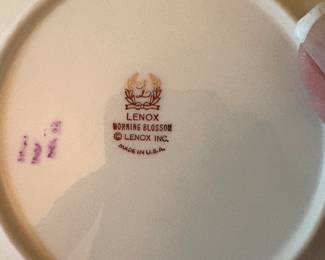 L
LENOX
MORNING BLOSSOM
© LENOX INC.
MADE IN U.S.A.